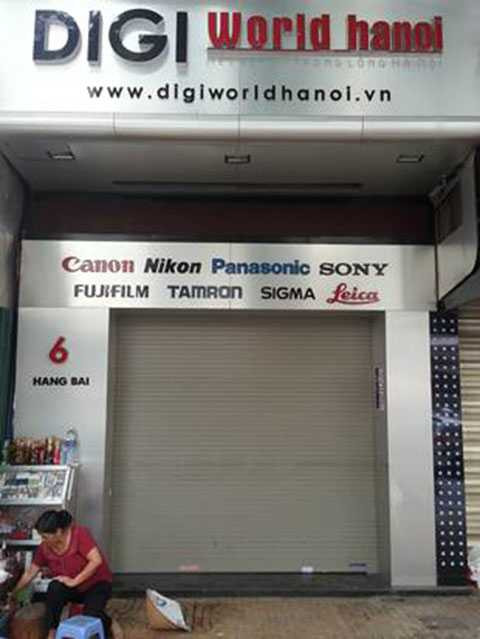 DIGI World hanoi
www.digiworldhanoi.vn
Canon Nikon Panasonic SONY
FUJIFILM TAMRON SIGMA Leica
6
HANG BAI